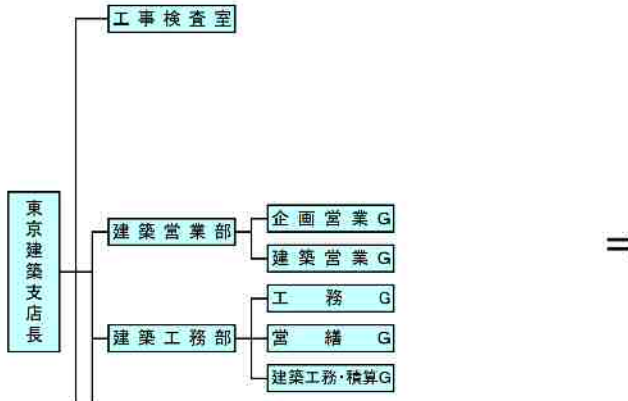 工事検査室
東京建築支店長
建築営業部
企画営業G
建築営業G
建築工務部
工務G
営繕G
建築工務・積算G